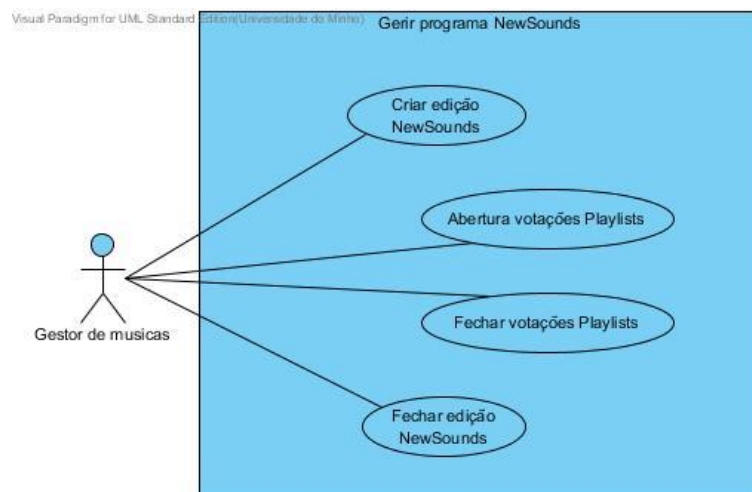 Visual Paradigm for UML Standard Edition(Universidade do Minho)
Gerir programa NewSounds
Criar edição
NewSounds
Abertura votações Playlists
Gestor de musicas
Fechar votações Playlists
Fechar edição
NewSounds